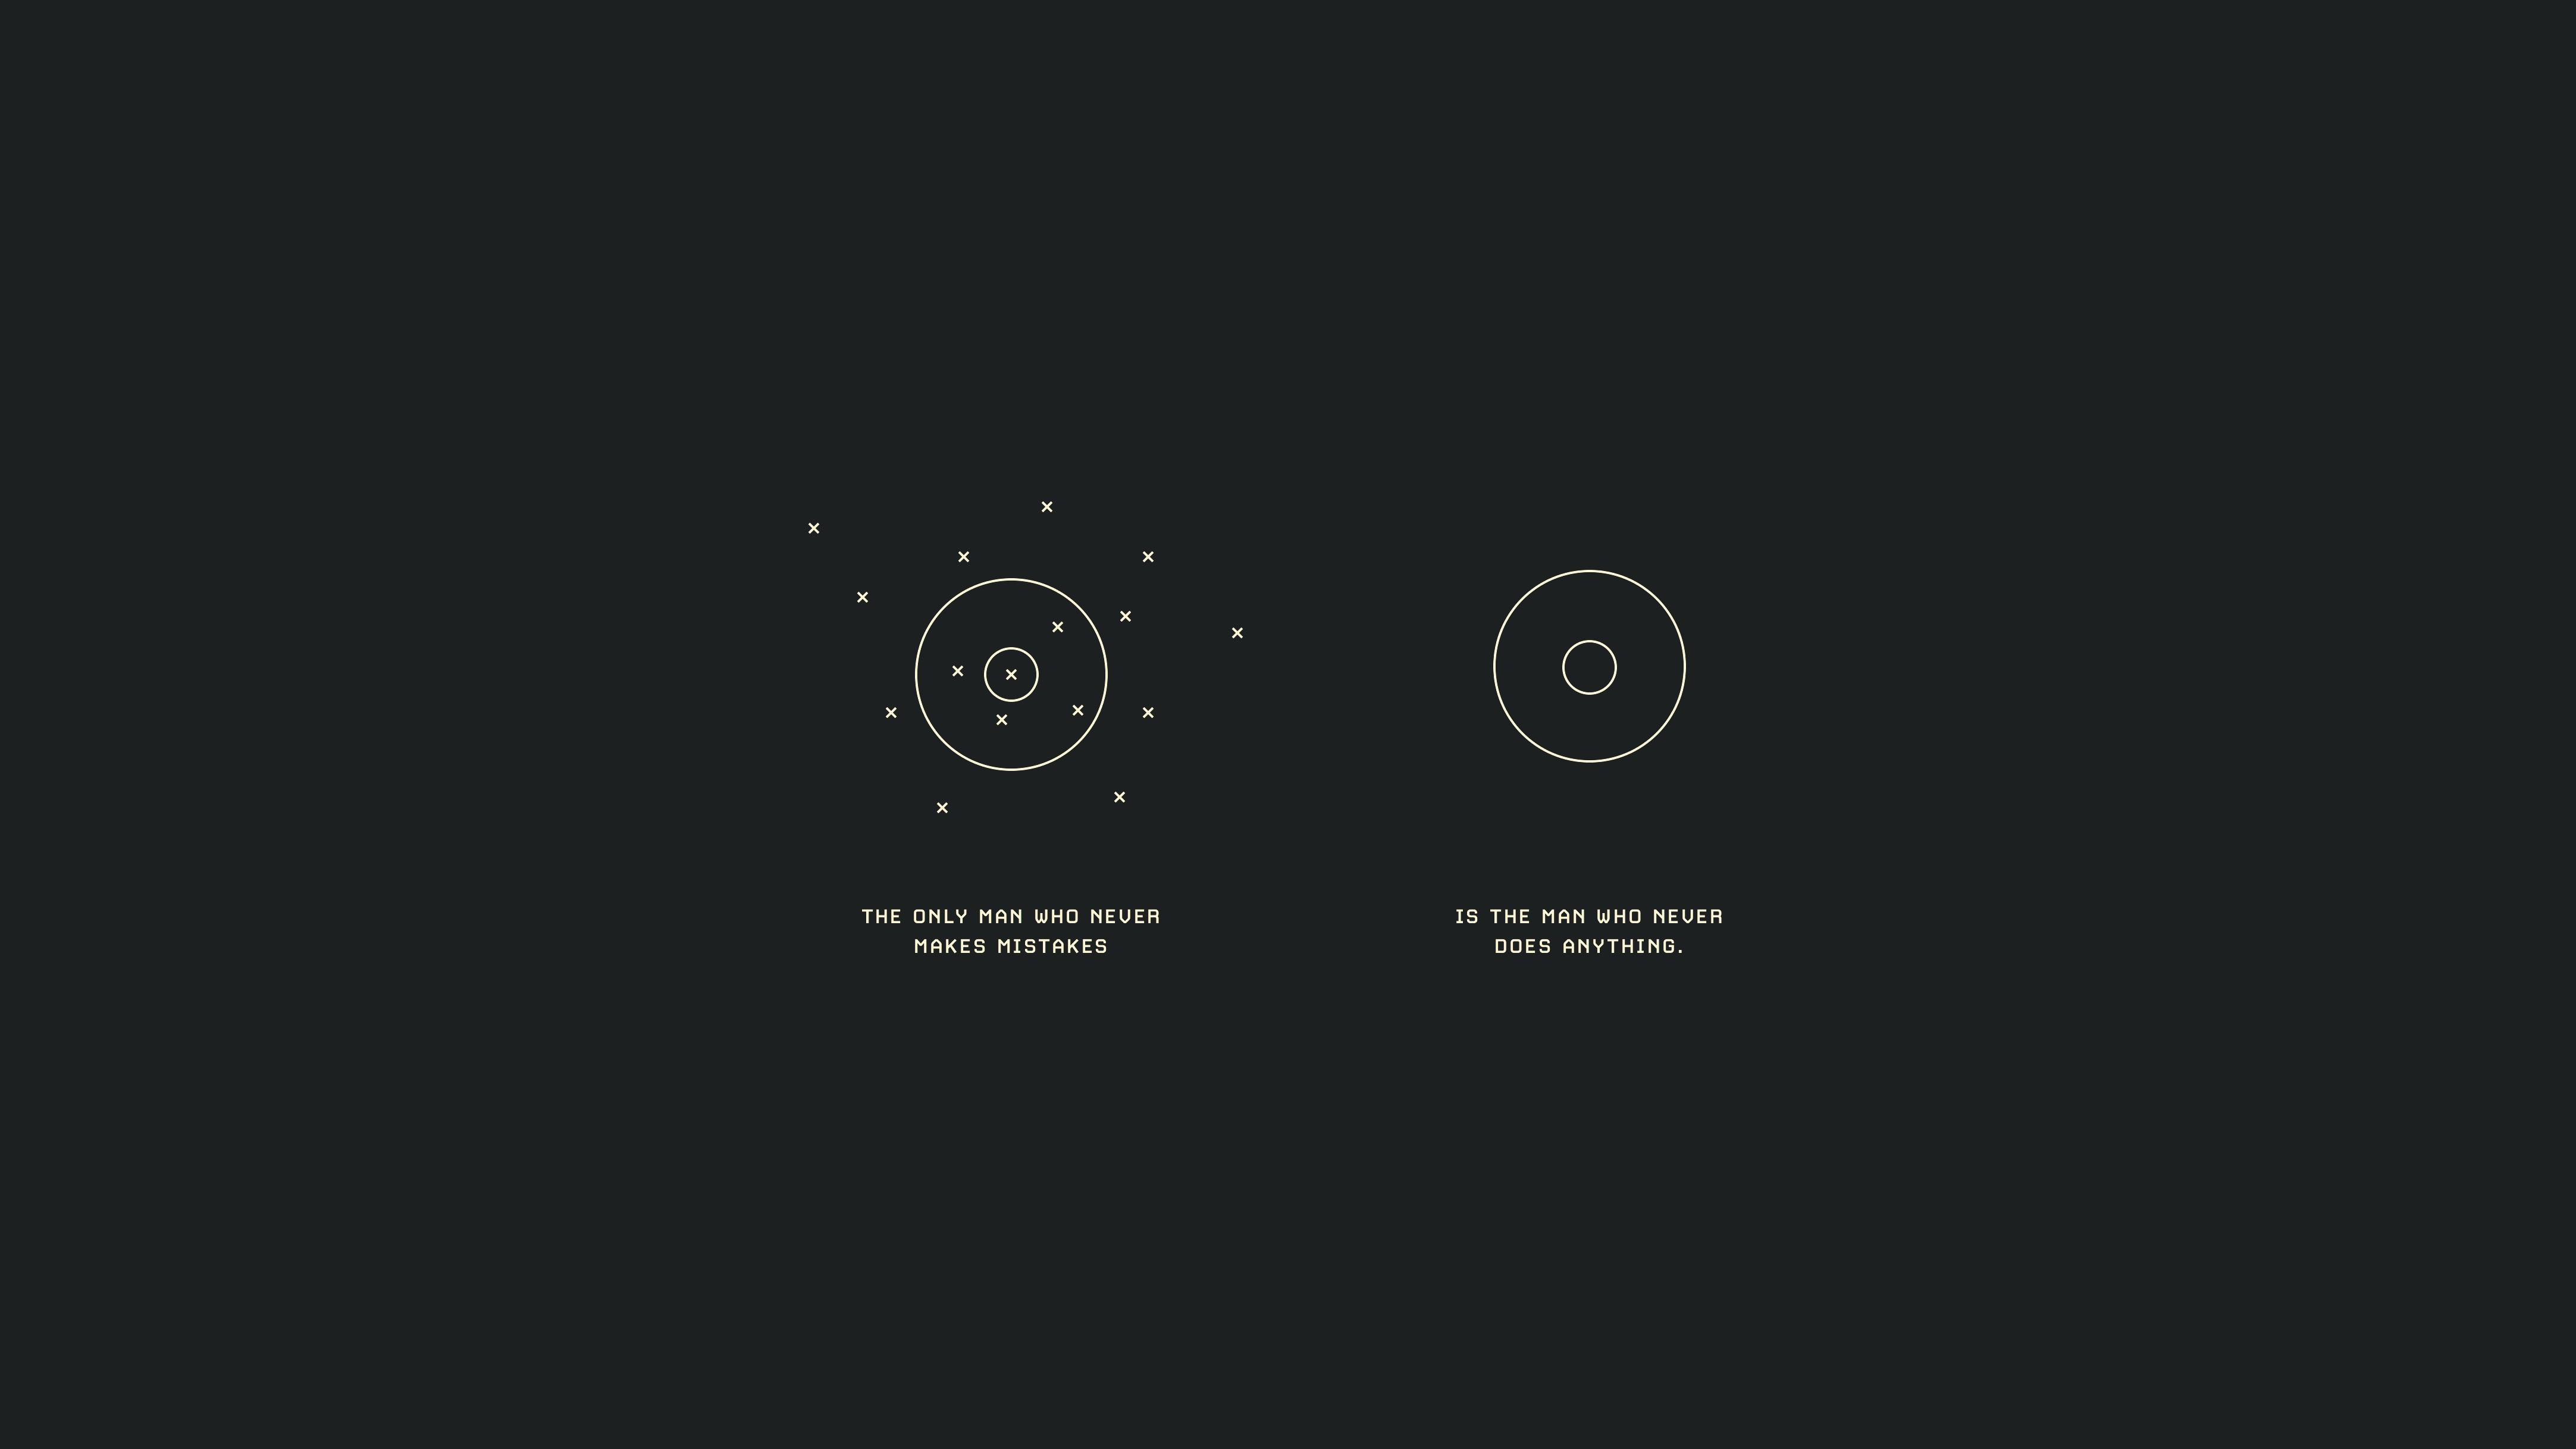 THE ONLY MAN WHO NEVER
MAKES MISTAKES
IS THE MAN WHO NEVER
DOES ANYTHING.